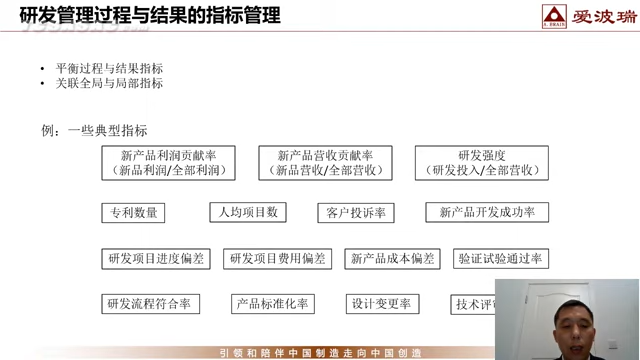 研发管理过程与结果的指标管理
爱波瑞
A. BRAIN
• 平衡过程与结果指标
• 关联全局与局部指标
例：一些典型指标
新产品利润贡献率
（新品利润/全部利润）
新产品营收贡献率
（新品营收/全部营收）
研发强度
（研发投入/全部营收）
专利数量
人均项目数
客户投诉率
新产品开发成功率
研发项目进度偏差
研发项目费用偏差
新产品成本偏差
验证试验通过率
研发流程符合率
产品标准化率
设计变更率
技术评审
引领和陪伴中国制造走向中国创造